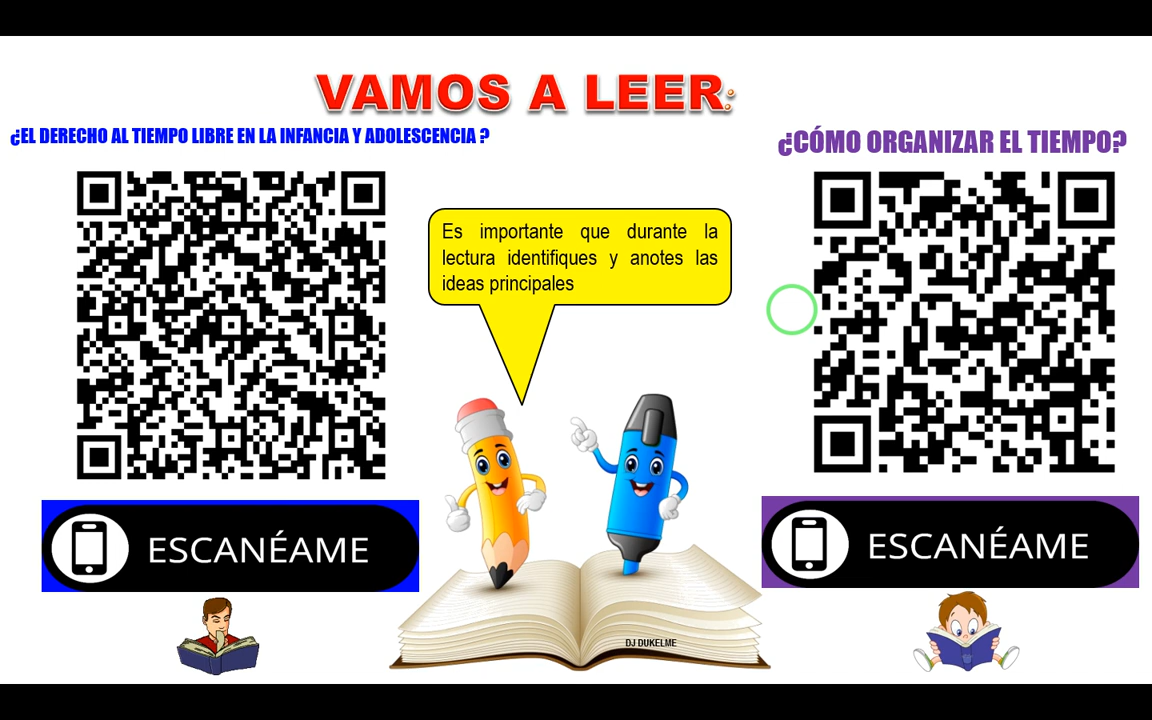 VAMOS A LEER:
¿EL DERECHO AL TIEMPO LIBRE EN LA INFANCIA Y ADOLESCENCIA ?
¿CÓMO ORGANIZAR EL TIEMPO?
Es importante que durante la
lectura identifiques y anotes las
ideas principales
ESCANÉAME
ESCANÉAME
DJ DUKELME